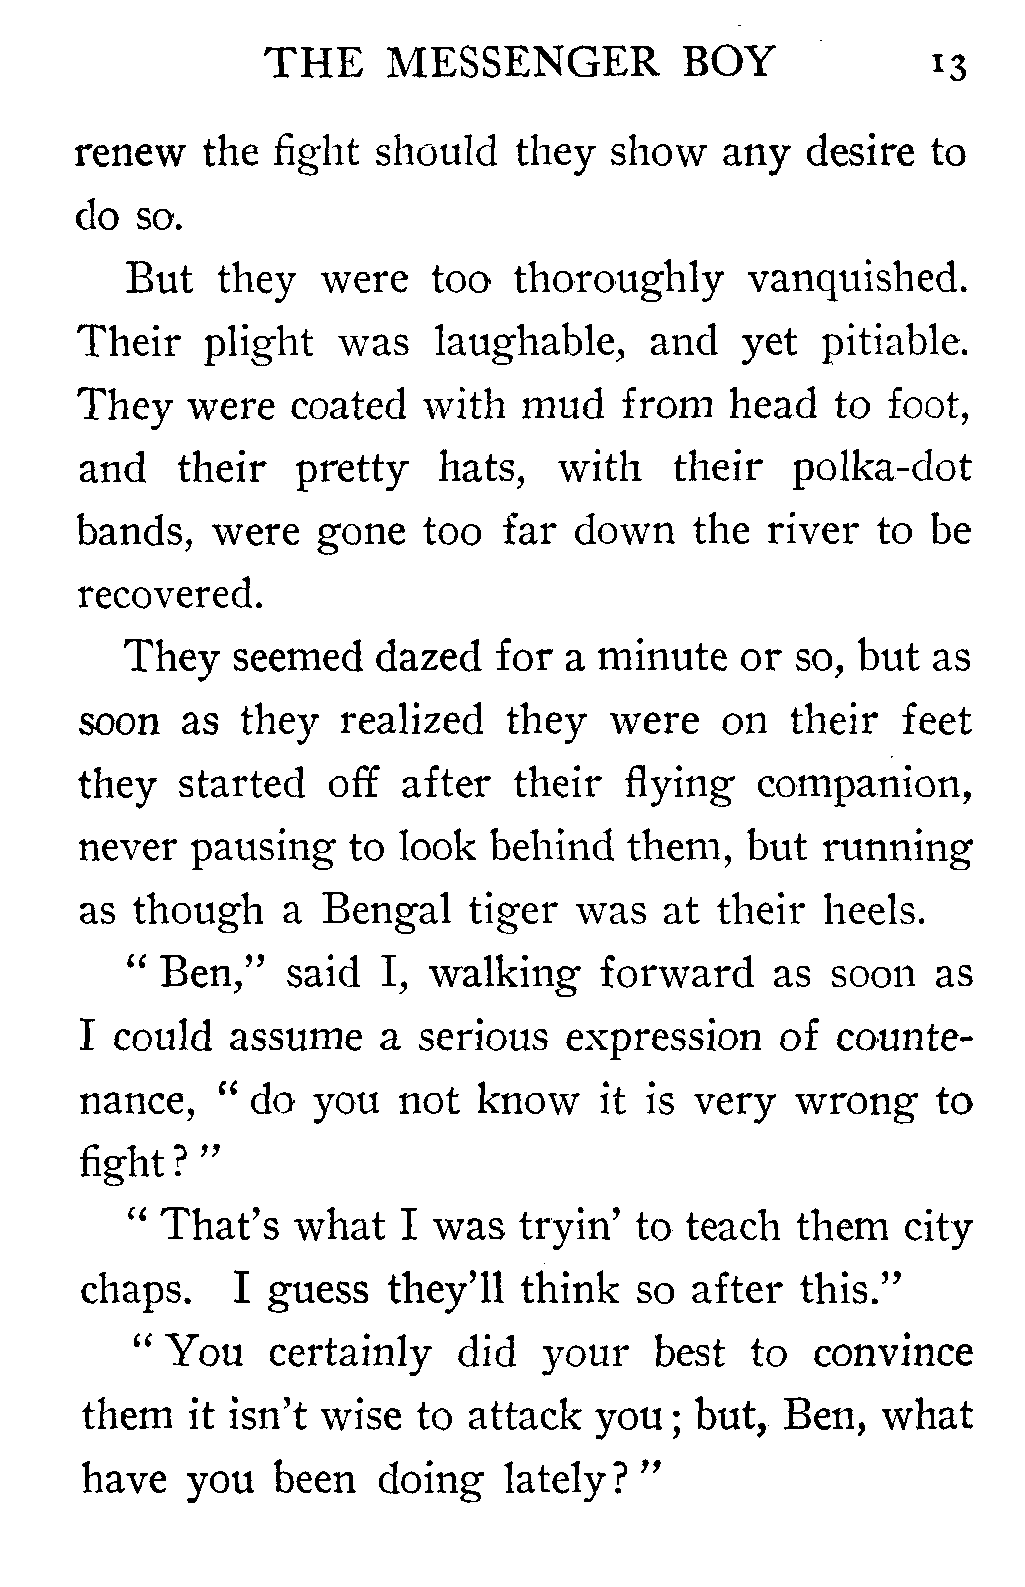 THE MESSENGER BOY 13
renew the fight should they show any desire to
do so.
But they were too thoroughly vanquished.
Their plight was laughable, and yet pitiable.
They were coated with mud from head to foot,
and their pretty hats, with their polka-dot
bands, were gone too far down the river to be
recovered.
They seemed dazed for a minute or so, but as
soon as they realized they were on their feet
they started off after their flying companion,
never pausing to look behind them, but running
as though a Bengal tiger was at their heels.
“ Ben,” said I, walking forward as soon as
I could assume a serious expression of counte-
nance, “ do you not know it is very wrong to
fight ? ”
“ That’s what I was tryin’ to teach them city
chaps. I guess they’ll think so after this.”
“ You certainly did your best to convince
them it isn’t wise to attack you ; but, Ben, what
have you been doing lately ? ”